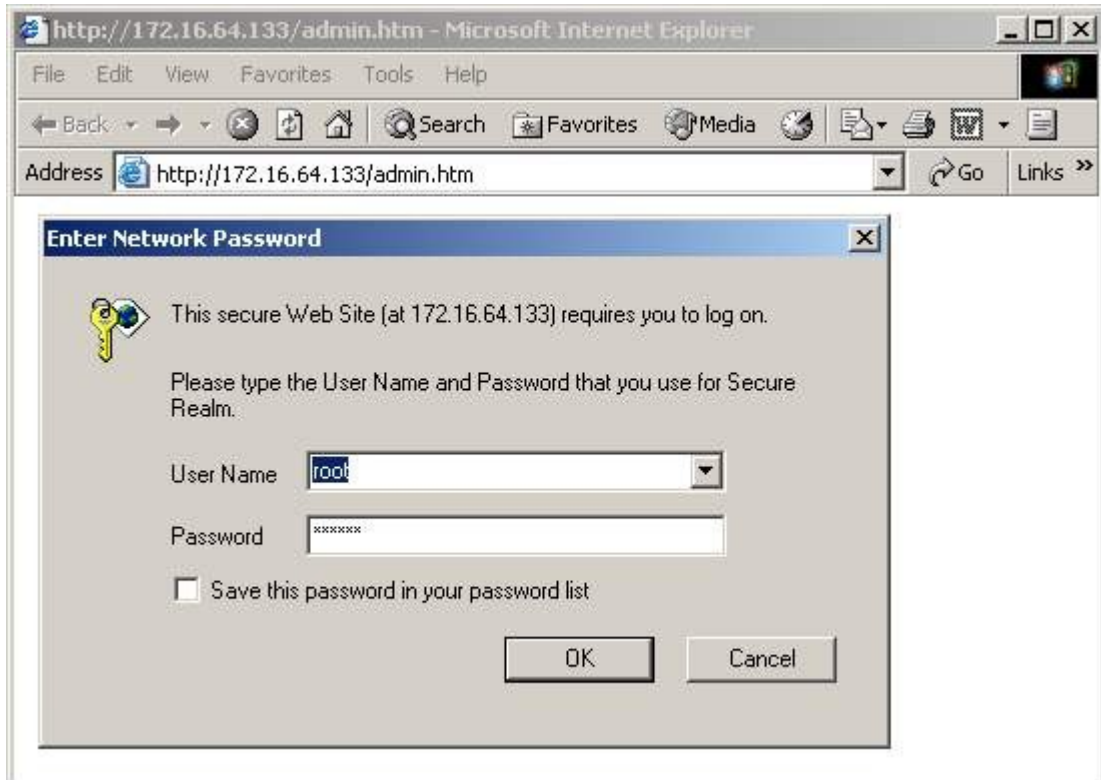 http://172.16.64.133/admin.htm - Microsoft Internet Explorer
File Edit View Favorites Tools Help
Back Search Favorites Media
Address http://172.16.64.133/admin.htm Go Links »
Enter Network Password
This secure Web Site (at 172.16.64.133) requires you to log on.
Please type the User Name and Password that you use for Secure
Realm.
User Name root
Password ××××××
Save this password in your password list
OK Cancel